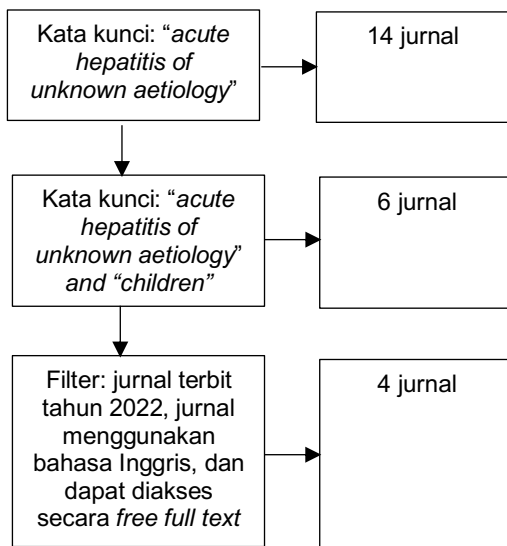 Kata kunci: “acute
hepatitis of
unknown aetiology”
14 jurnal
Kata kunci: “acute
hepatitis of
unknown aetiology”
and “children”
6 jurnal
Filter: jurnal terbit
tahun 2022, jurnal
menggunakan
bahasa Inggris, dan
dapat diakses
secara free full text
4 jurnal